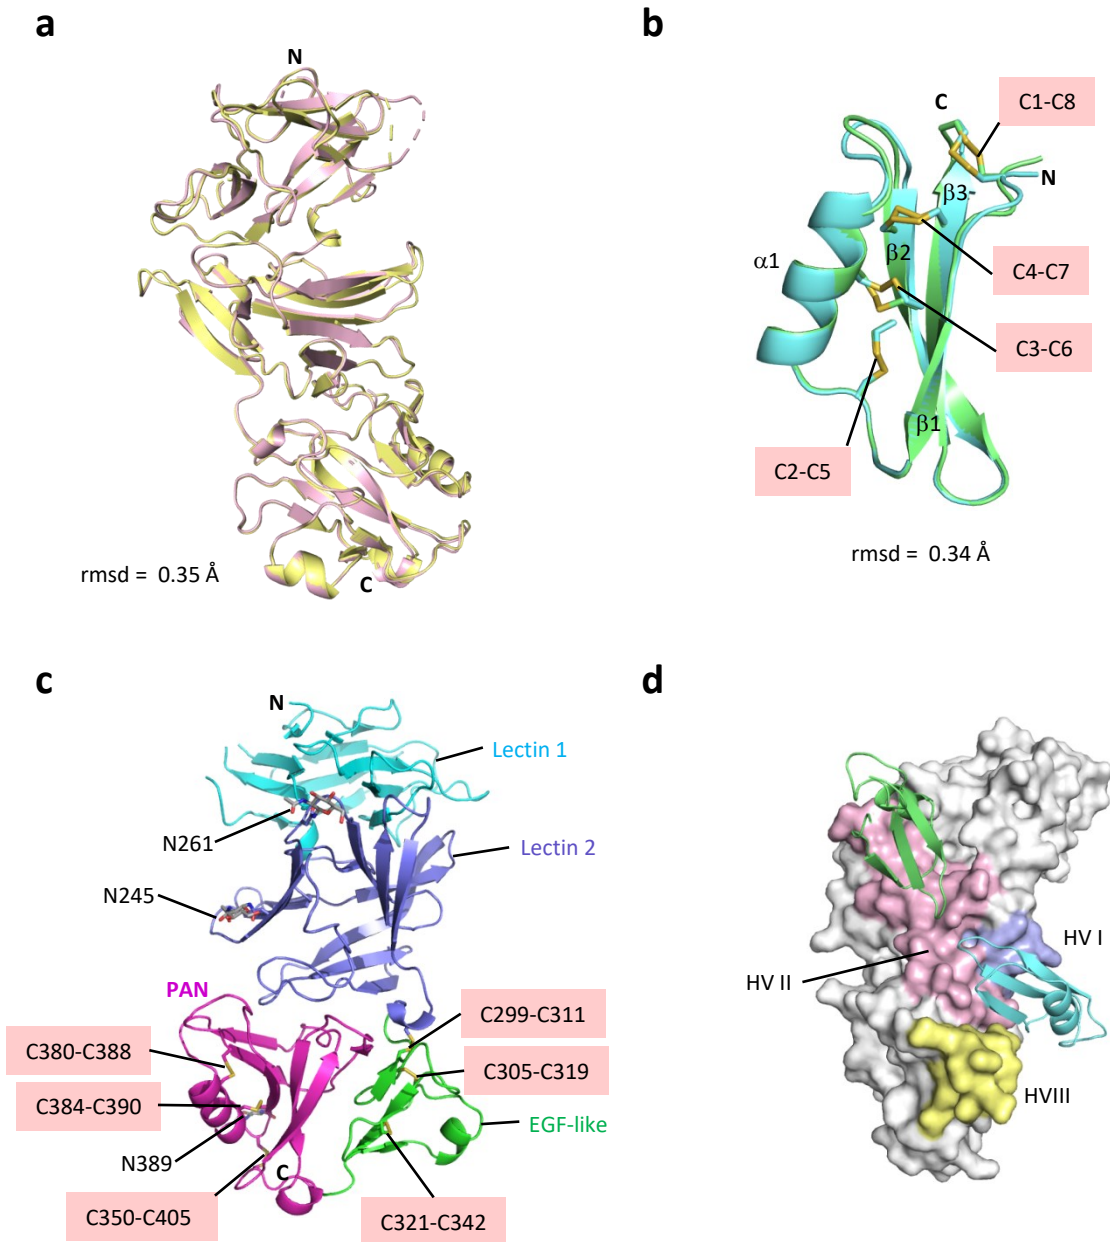 a
N
C
rmsd = 0.35 Å
b
C
C1-C8
N
β3
α1
β2
C4-C7
C3-C6
β1
C2-C5
rmsd = 0.34 Å
c
N
Lectin 1
N261
Lectin 2
N245
PAN
C299-C311
C380-C388
C305-C319
C384-C390
EGF-like
N389
C
C350-C405
C321-C342
d
HV I
HV II
HVIII